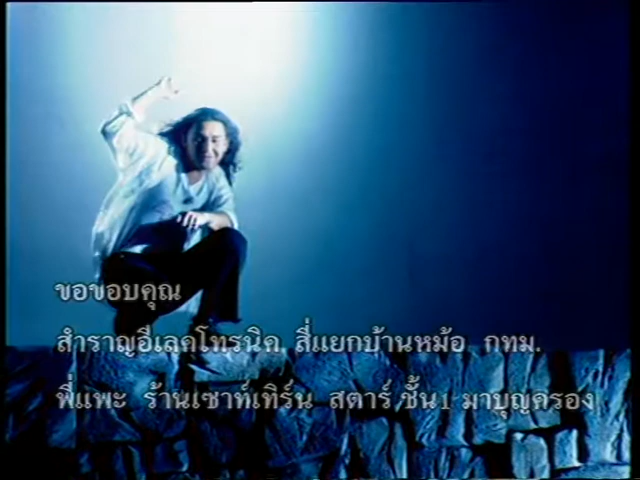 ขอขอบคุณ
สำราญอีเลคโทรนิค สี่แยกบ้านหม้อ กทม.
พี่แพะ ร้านเซาท์เทิร์น สตาร์ ชั้น1 มาบุญครอง